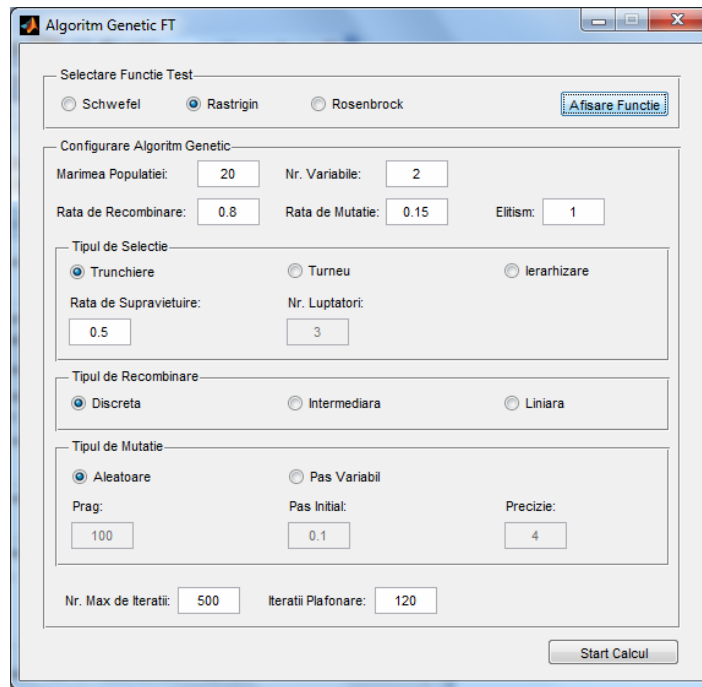 Algoritm Genetic FT
Selectare Functie Test
Schwefel Rastrigin Rosenbrock Afisare Functie
Configurare Algoritm Genetic
Marimea Populatiei: 20 Nr. Variabile: 2
Rata de Recombinare: 0.8 Rata de Mutatie: 0.15 Elitism: 1
Tipul de Selectie
Trunchiere Turneu Ierarhizare
Rata de Supravietuire: Nr. Luptatori:
0.5 3
Tipul de Recombinare
Discreta Intermediara Liniara
Tipul de Mutatie
Aleatoare Pas Variabil
Prag: Pas Initial: Precizie:
100 0.1 4
Nr. Max de Iteratii: 500 Iteratii Plafonare: 120
Start Calcul